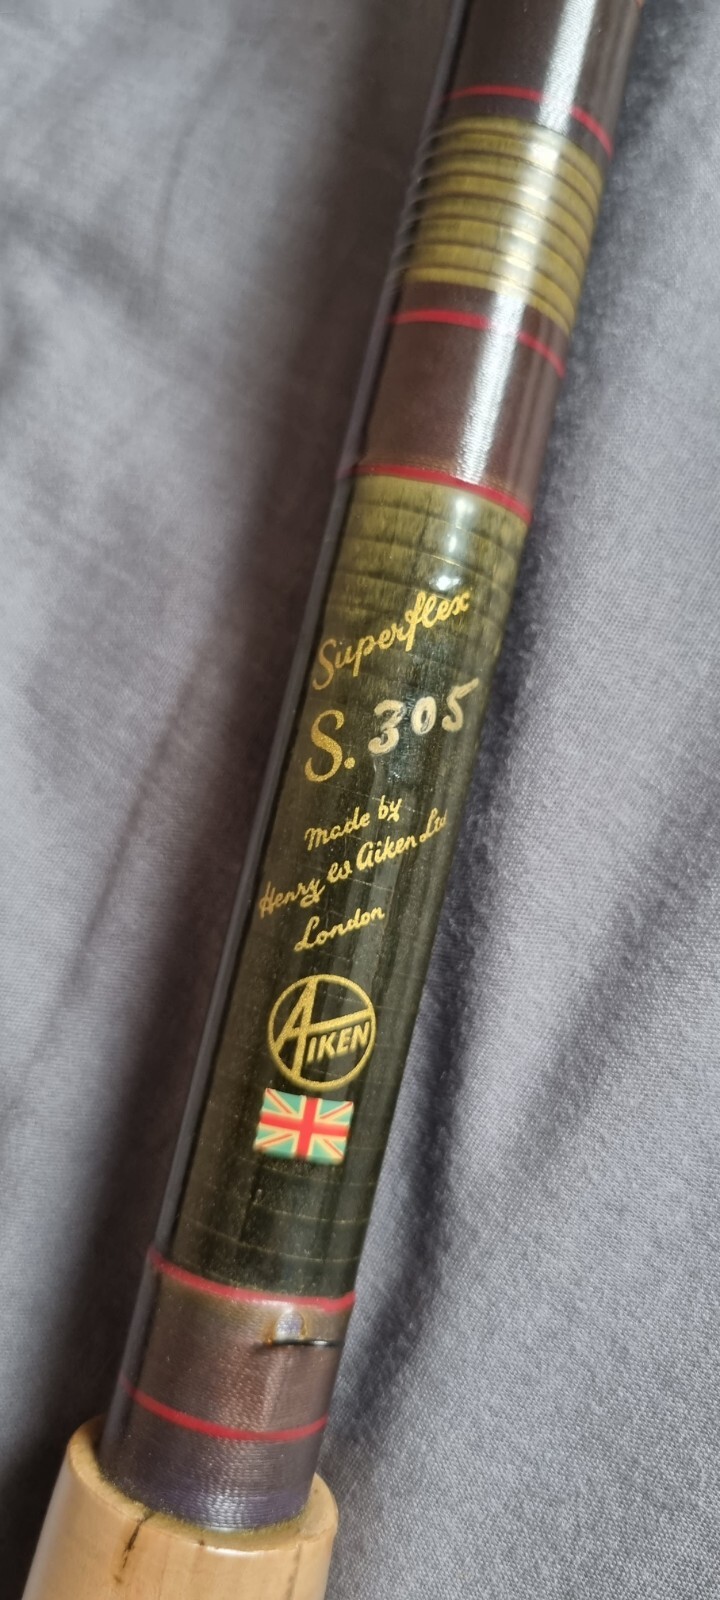 Superflex
S. 305
Made by
Henry W Aiken Ltd
London
AIKEN